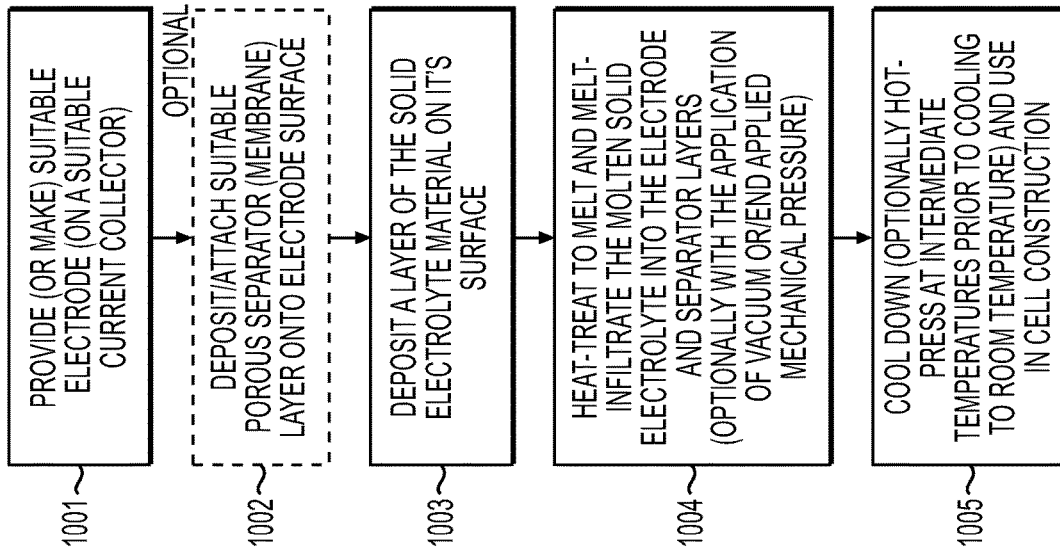 1001
PROVIDE (OR MAKE) SUITABLE
ELECTRODE (ON A SUITABLE
CURRENT COLLECTOR)
OPTIONAL
1002
DEPOSIT/ATTACH SUITABLE
POROUS SEPARATOR (MEMBRANE)
LAYER ONTO ELECTRODE SURFACE
1003
DEPOSIT A LAYER OF THE SOLID
ELECTROLYTE MATERIAL ON IT'S
SURFACE
1004
HEAT-TREAT TO MELT AND MELT-
INFILTRATE THE MOLTEN SOLID
ELECTROLYTE INTO THE ELECTRODE
AND SEPARATOR LAYERS
(OPTIONALLY WITH THE APPLICATION
OF VACUUM OR/END APPLIED
MECHANICAL PRESSURE)
1005
COOL DOWN (OPTIONALLY HOT-
PRESS AT INTERMEDIATE
TEMPERATURES PRIOR TO COOLING
TO ROOM TEMPERATURE) AND USE
IN CELL CONSTRUCTION